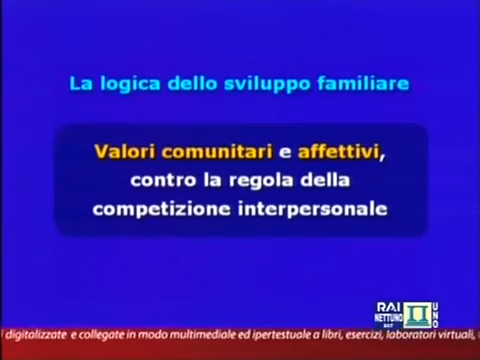 La logica dello sviluppo familiare
Valori comunitari e affettivi,
contro la regola della
competizione interpersonale
RAI
NETTUNO
SAT
UNO
i digitalizzate e collegate in modo multimediale ed ipertestuale a libri, esercizi, laboratori virtuali,